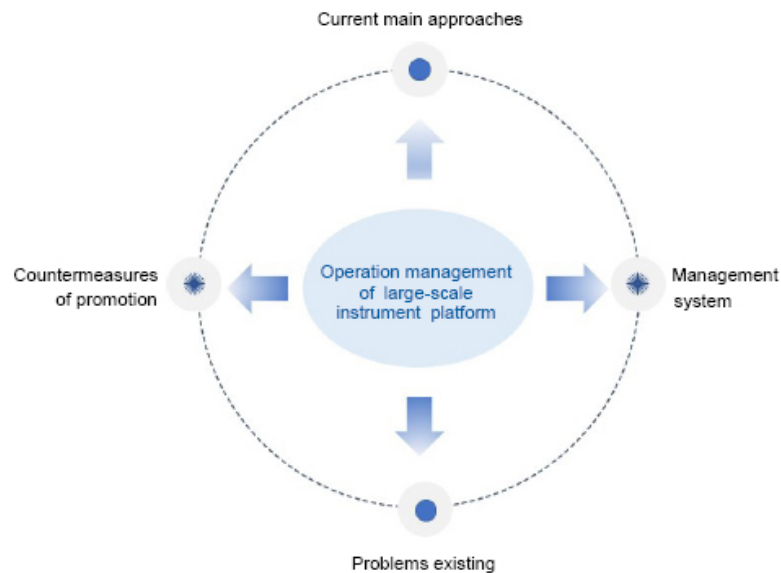 Current main approaches
Countermeasures
of promotion
Operation management
of large-scale
instrument platform
Management
system
Problems existing